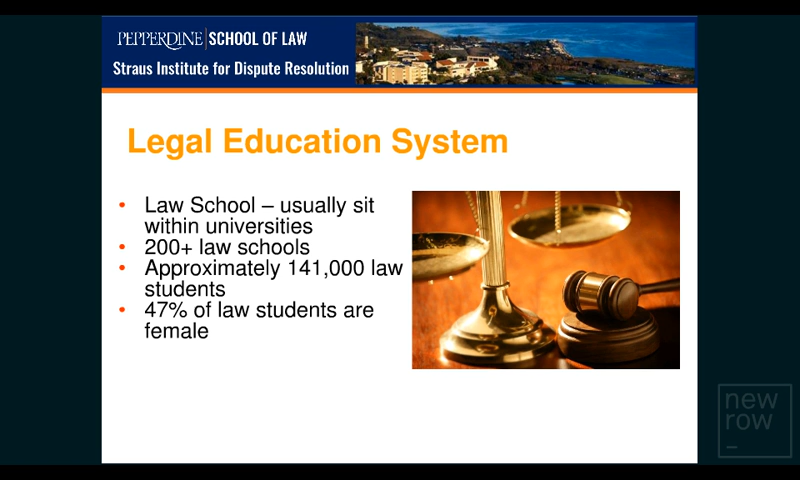 PEPPERDINE SCHOOL OF LAW
Straus Institute for Dispute Resolution
Legal Education System
• Law School – usually sit
within universities
• 200+ law schools
• Approximately 141,000 law
students
• 47% of law students are
female
new
row